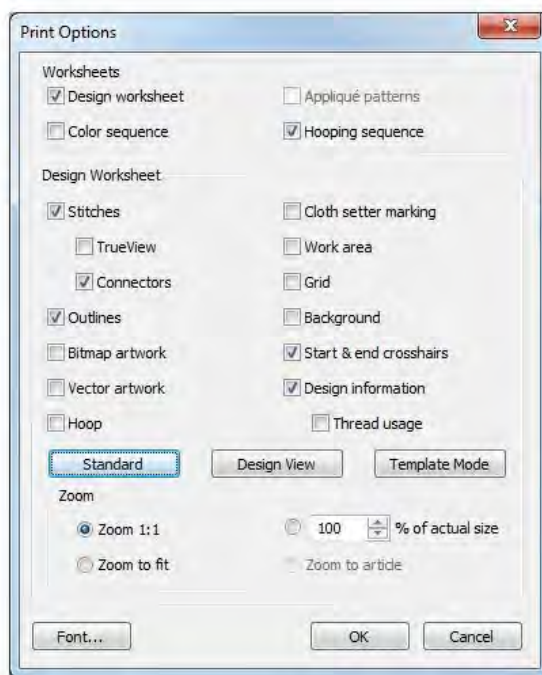 Print Options
Worksheets
Design worksheet
Appliqué patterns
Color sequence
Hooping sequence
Design Worksheet
Stitches
Cloth setter marking
TrueView
Work area
Connectors
Grid
Outlines
Background
Bitmap artwork
Start & end crosshairs
Vector artwork
Design information
Hoop
Thread usage
Standard
Design View
Template Mode
Zoom
Zoom 1:1
100 % of actual size
Zoom to fit
Zoom to article
Font...
OK
Cancel